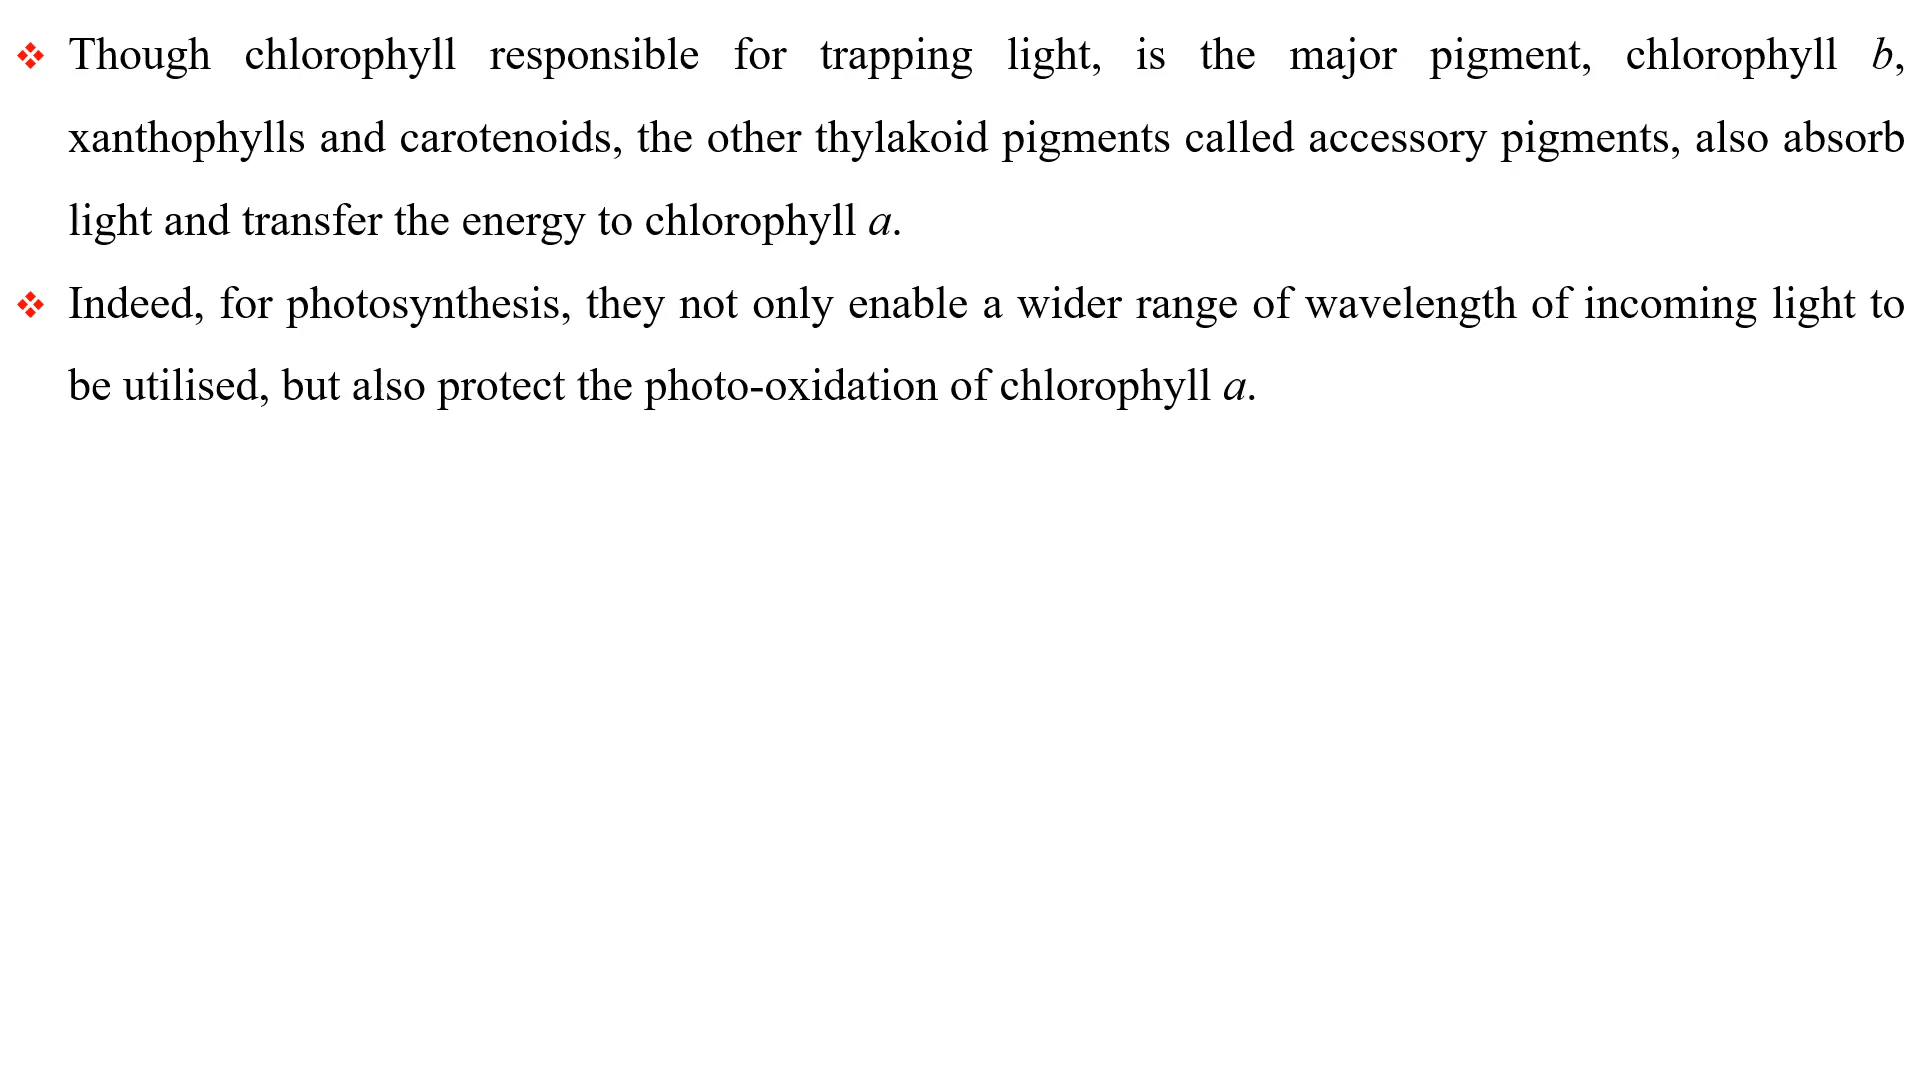 ❖ Though chlorophyll responsible for trapping light, is the major pigment, chlorophyll b,
xanthophylls and carotenoids, the other thylakoid pigments called accessory pigments, also absorb
light and transfer the energy to chlorophyll a.
❖ Indeed, for photosynthesis, they not only enable a wider range of wavelength of incoming light to
be utilised, but also protect the photo-oxidation of chlorophyll a.